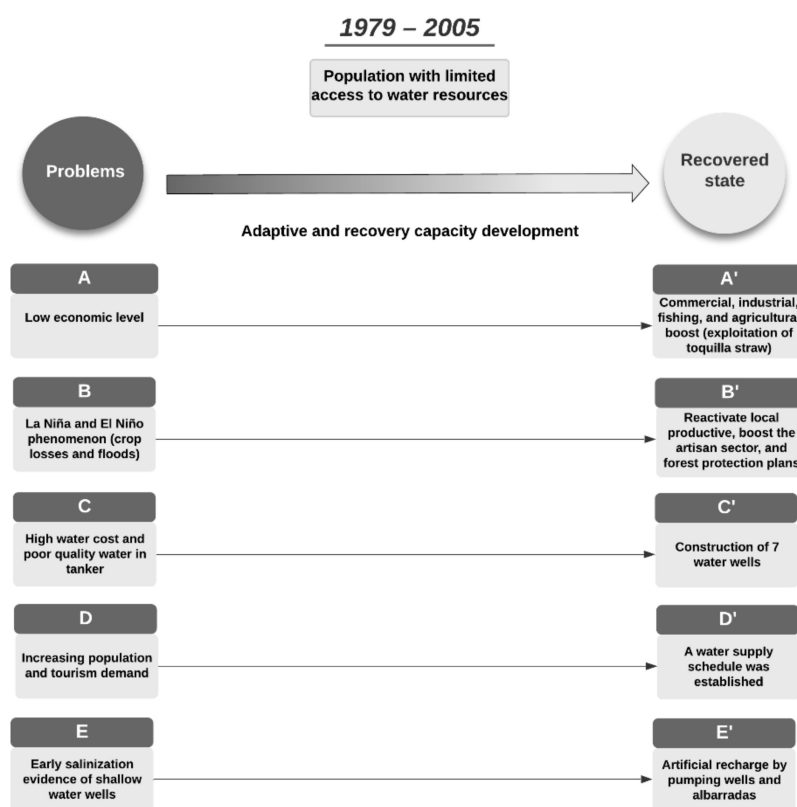 1979 – 2005
Population with limited
access to water resources
Problems
Recovered
state
Adaptive and recovery capacity development
A
Low economic level
A'
Commercial, industrial,
fishing, and agricultura
boost (exploitation of
toquilla straw)
B
La Niña and El Niño
phenomenon (crop
losses and floods)
B'
Reactivate local
productive, boost the
artisan sector, and
forest protection plans
C
High water cost and
poor quality water in
tanker
C'
Construction of 7
water wells
D
Increasing population
and tourism demand
D'
A water supply
schedule was
established
E
Early salinization
evidence of shallow
water wells
E'
Artificial recharge by
pumping wells and
albarradas